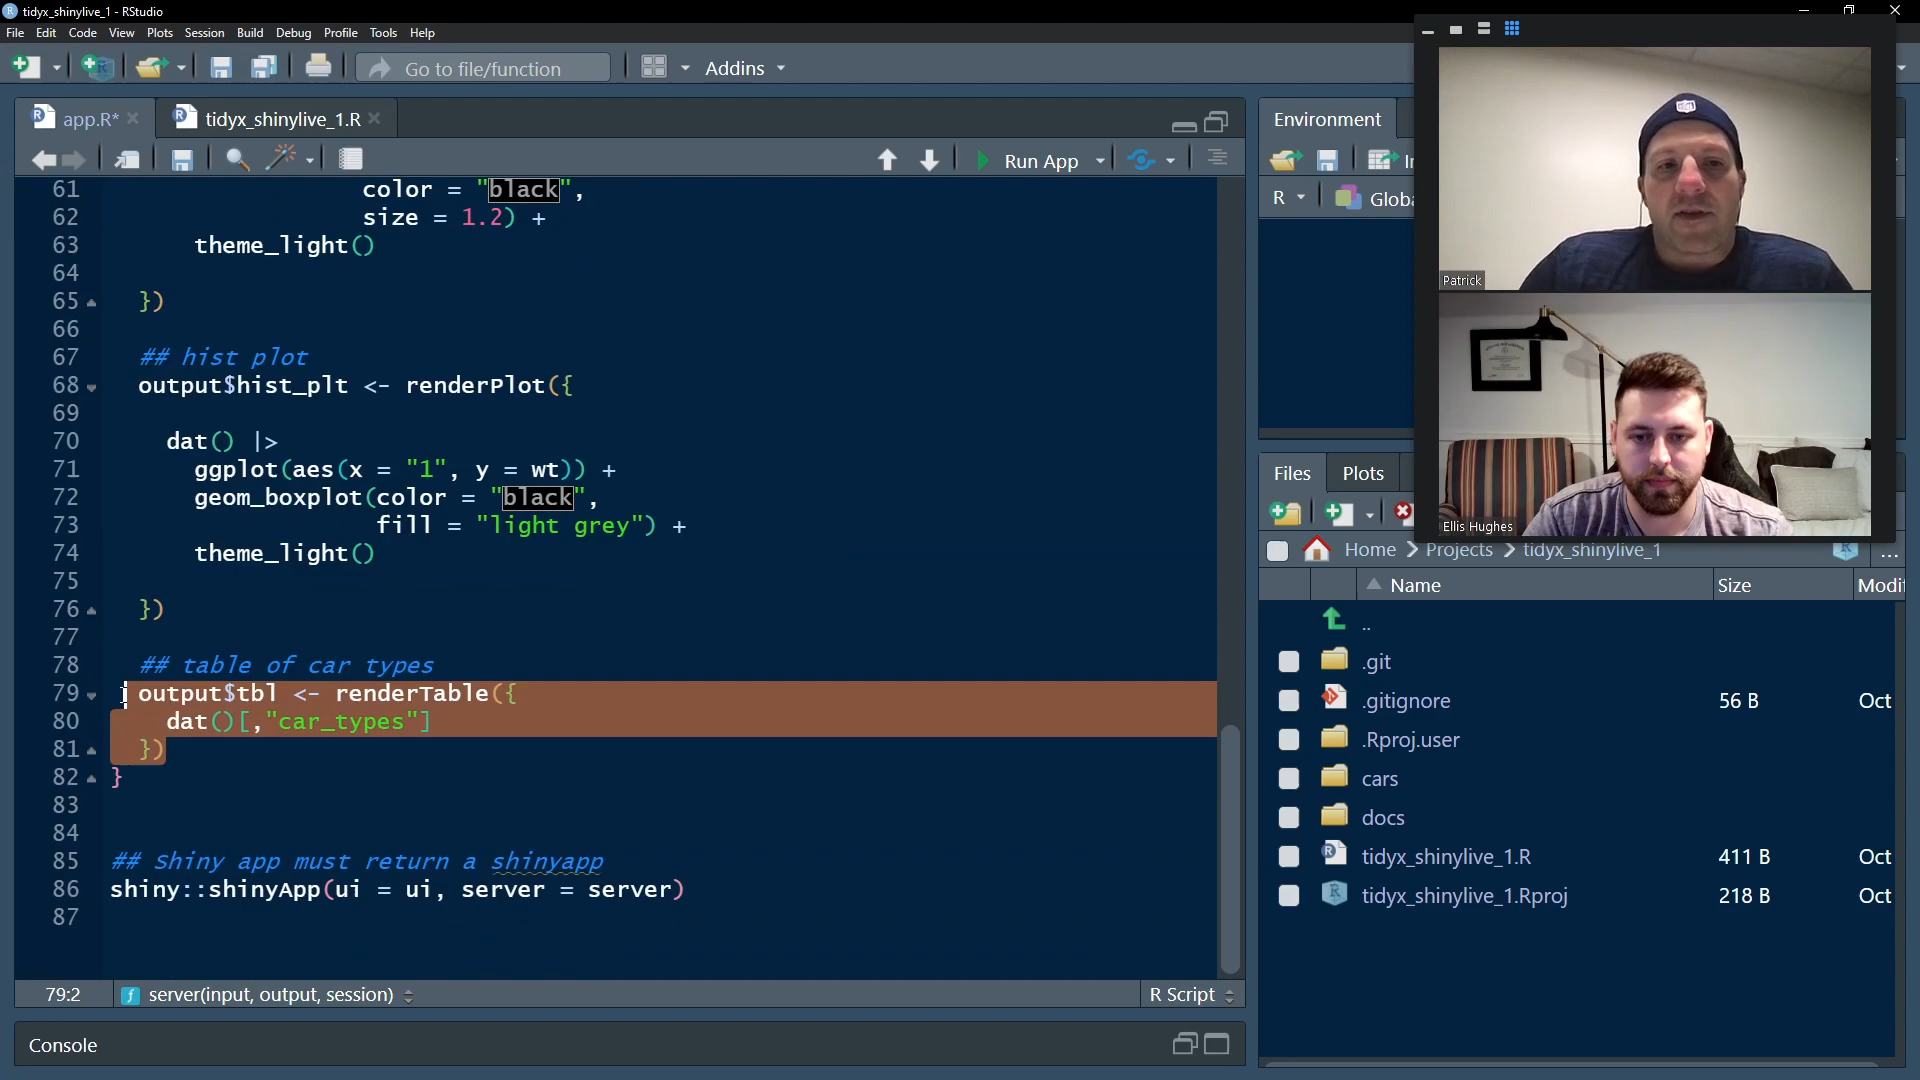 tidyx_shinylive_1 - RStudio
File Edit Code View Plots Session Build Debug Profile Tools Help
Go to file/function Addins
app.R* tidyx_shinylive_1.R
Run App
61 color = "black",
62 size = 1.2) +
63 theme_light()
64
65 })
66
67 ## hist plot
68 output$hist_plt <- renderPlot({
69
70 dat() |>
71 ggplot(aes(x = "1", y = wt)) +
72 geom_boxplot(color = "black",
73 fill = "light grey") +
74 theme_light()
75
76 })
77
78 ## table of car types
79 output$tbl <- renderTable({
80 dat()[,"car_types"]
81 })
82 }
83
84
85 ## Shiny app must return a shinyapp
86 shiny::shinyApp(ui = ui, server = server)
87
79:2 server(input, output, session) R Script
Console
Environment
R Globa
Patrick
Ellis Hughes
Files Plots
Home Projects tidyx_shinylive_1 ...
Name Size Modif
..
.git
.gitignore 56 B Oct
.Rproj.user
cars
docs
tidyx_shinylive_1.R 411 B Oct
tidyx_shinylive_1.Rproj 218 B Oct